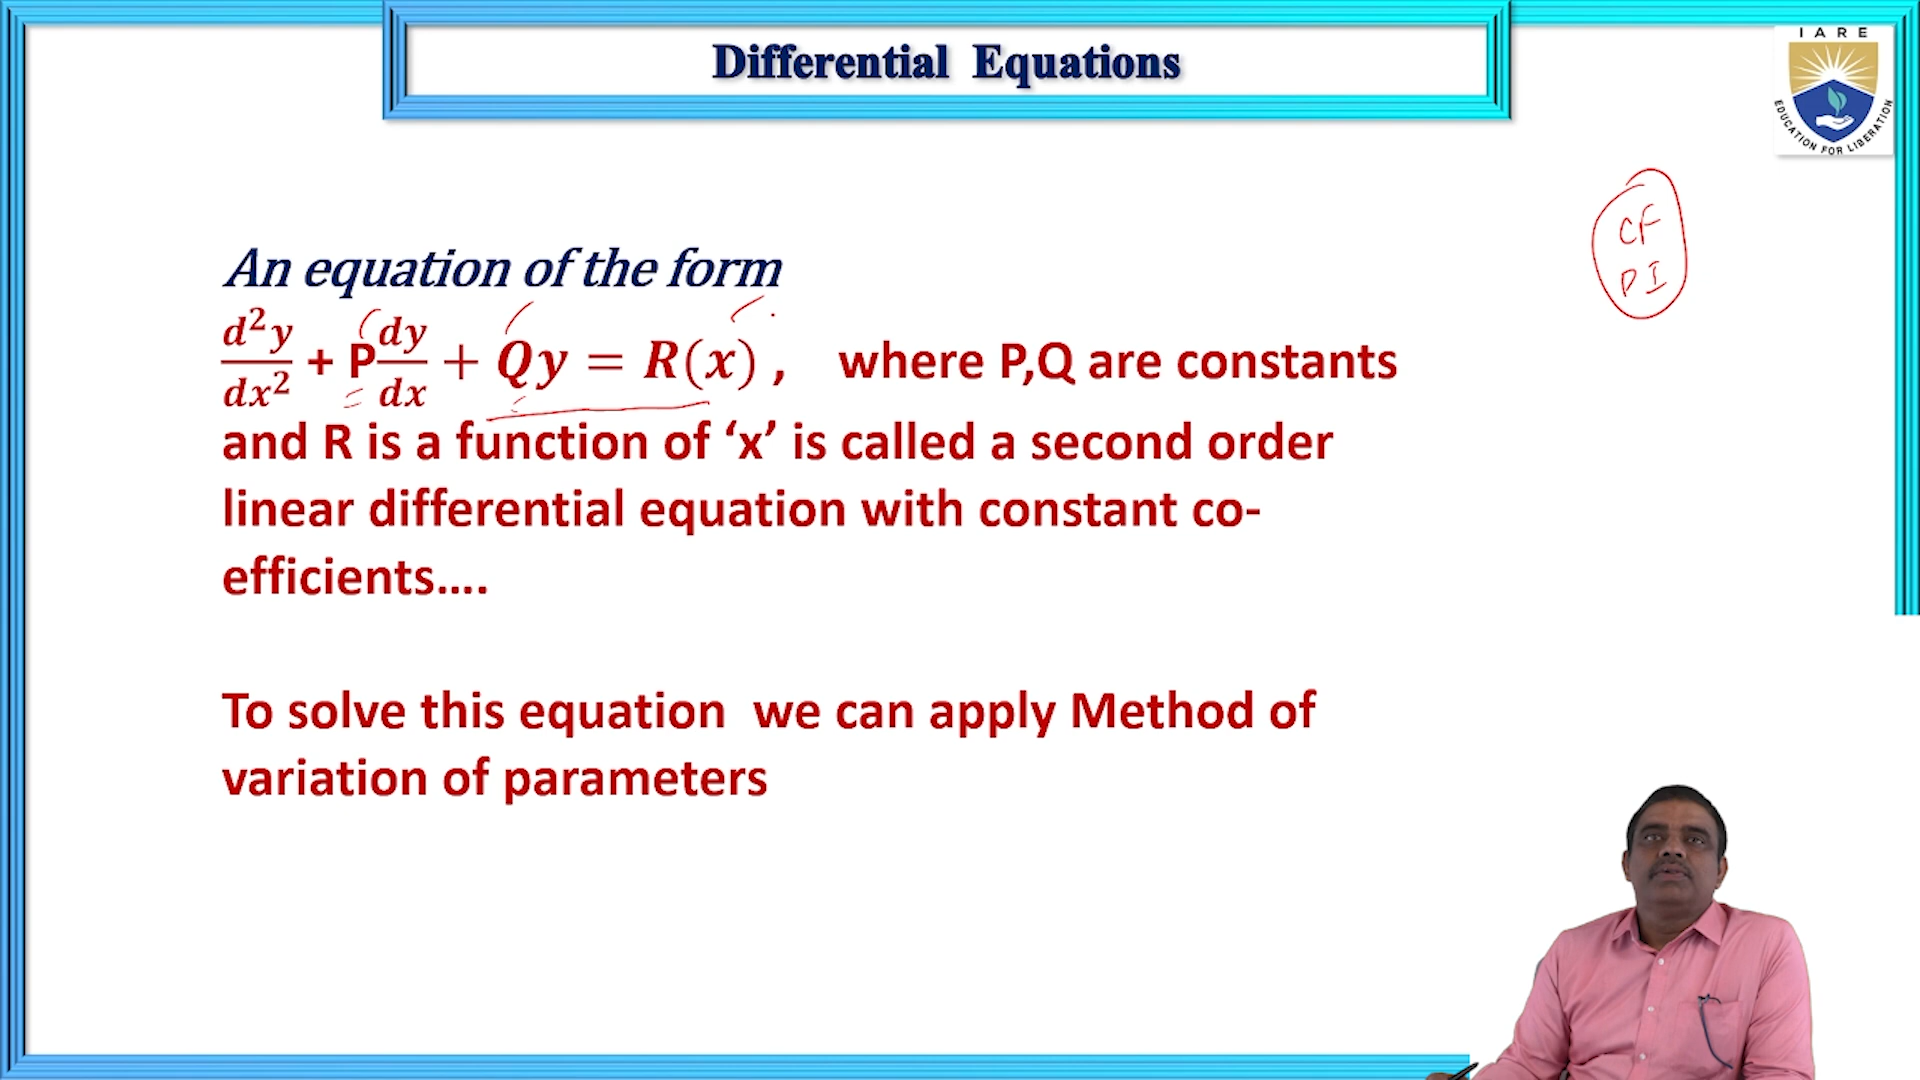 Differential Equations
I A R E
EDUCATION FOR LIBERATION
CF
PI
An equation of the form
d²y/dx² + P dy/dx + Qy = R(x) , where P,Q are constants
and R is a function of ‘x’ is called a second order
linear differential equation with constant co-
efficients....
To solve this equation we can apply Method of
variation of parameters